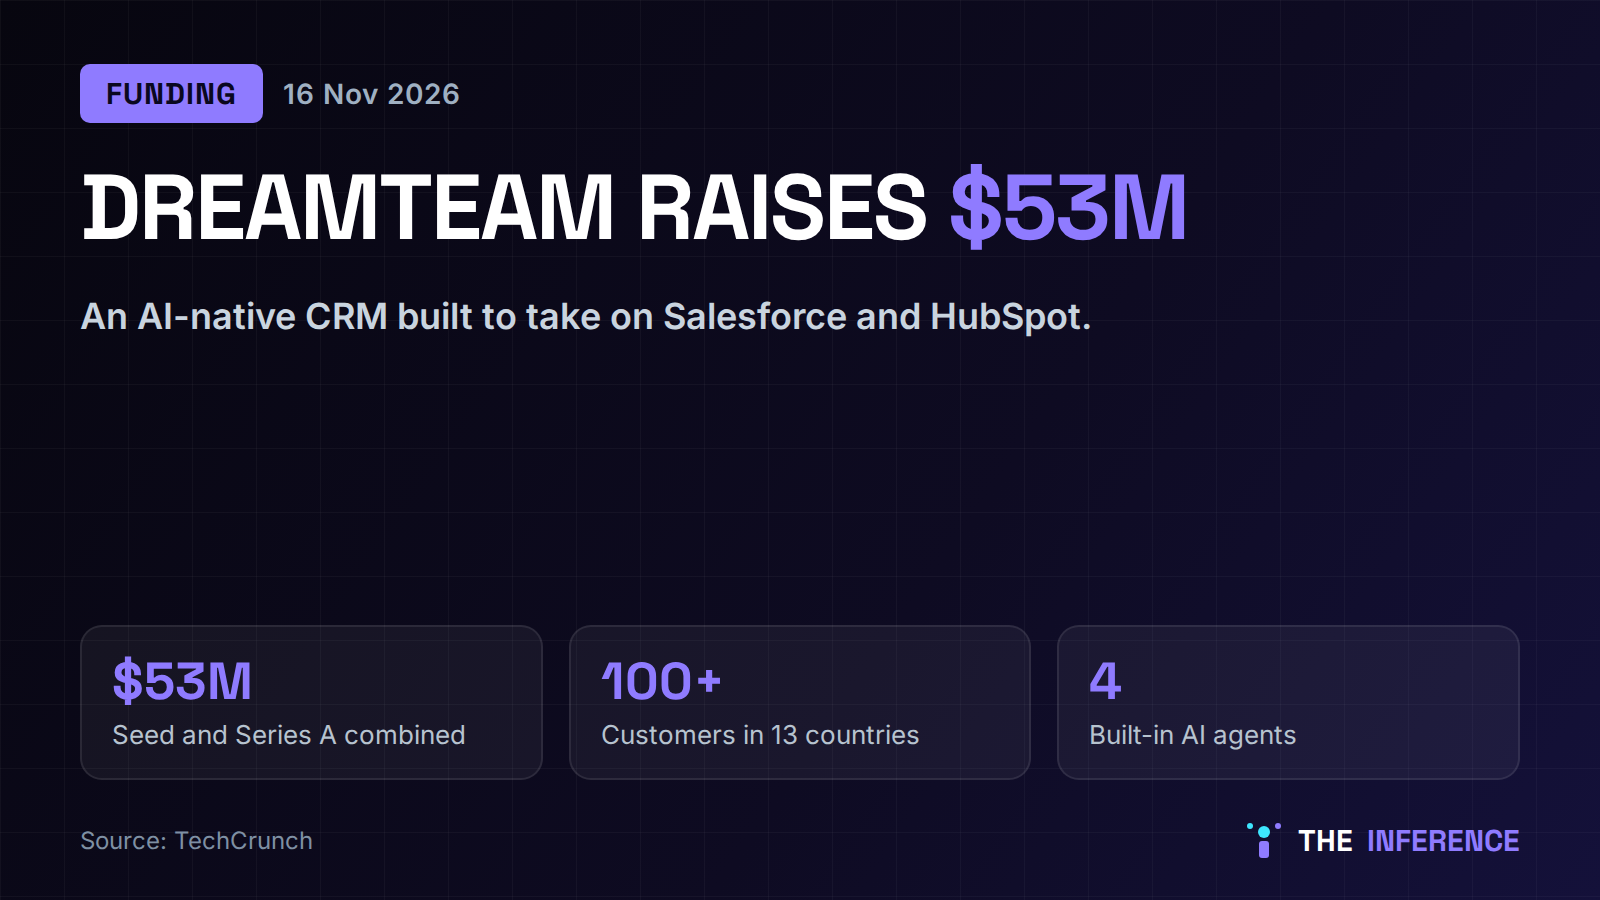 FUNDING 16 Nov 2026
DREAMTEAM RAISES $53M
An AI-native CRM built to take on Salesforce and HubSpot.
$53M
Seed and Series A combined
100+
Customers in 13 countries
4
Built-in AI agents
Source: TechCrunch
THE INFERENCE